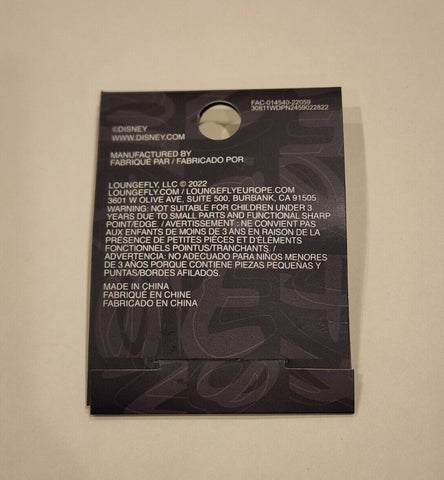 FAC-014540-22059
30811WDPN2459022822
©DISNEY
WWW.DISNEY.COM
MANUFACTURED BY
FABRIQUÉ PAR / FABRICADO POR
LOUNGEFLY, LLC © 2022
LOUNGEFLY.COM / LOUNGEFLYEUROPE.COM
3601 W OLIVE AVE, SUITE 500, BURBANK, CA 91505
WARNING: NOT SUITABLE FOR CHILDREN UNDER 3
YEARS DUE TO SMALL PARTS AND FUNCTIONAL SHARP
POINT/EDGE. / AVERTISSEMENT : NE CONVIENT PAS
AUX ENFANTS DE MOINS DE 3 ANS EN RAISON DE LA
PRÉSENCE DE PETITES PIÈCES ET D'ÉLÉMENTS
FONCTIONNELS POINTUS/TRANCHANTS. /
ADVERTENCIA: NO ADECUADO PARA NIÑOS MENORES
DE 3 AÑOS PORQUE CONTIENE PIEZAS PEQUEÑAS Y
PUNTAS/BORDES AFILADOS.
MADE IN CHINA
FABRIQUÉ EN CHINE
FABRICADO EN CHINA